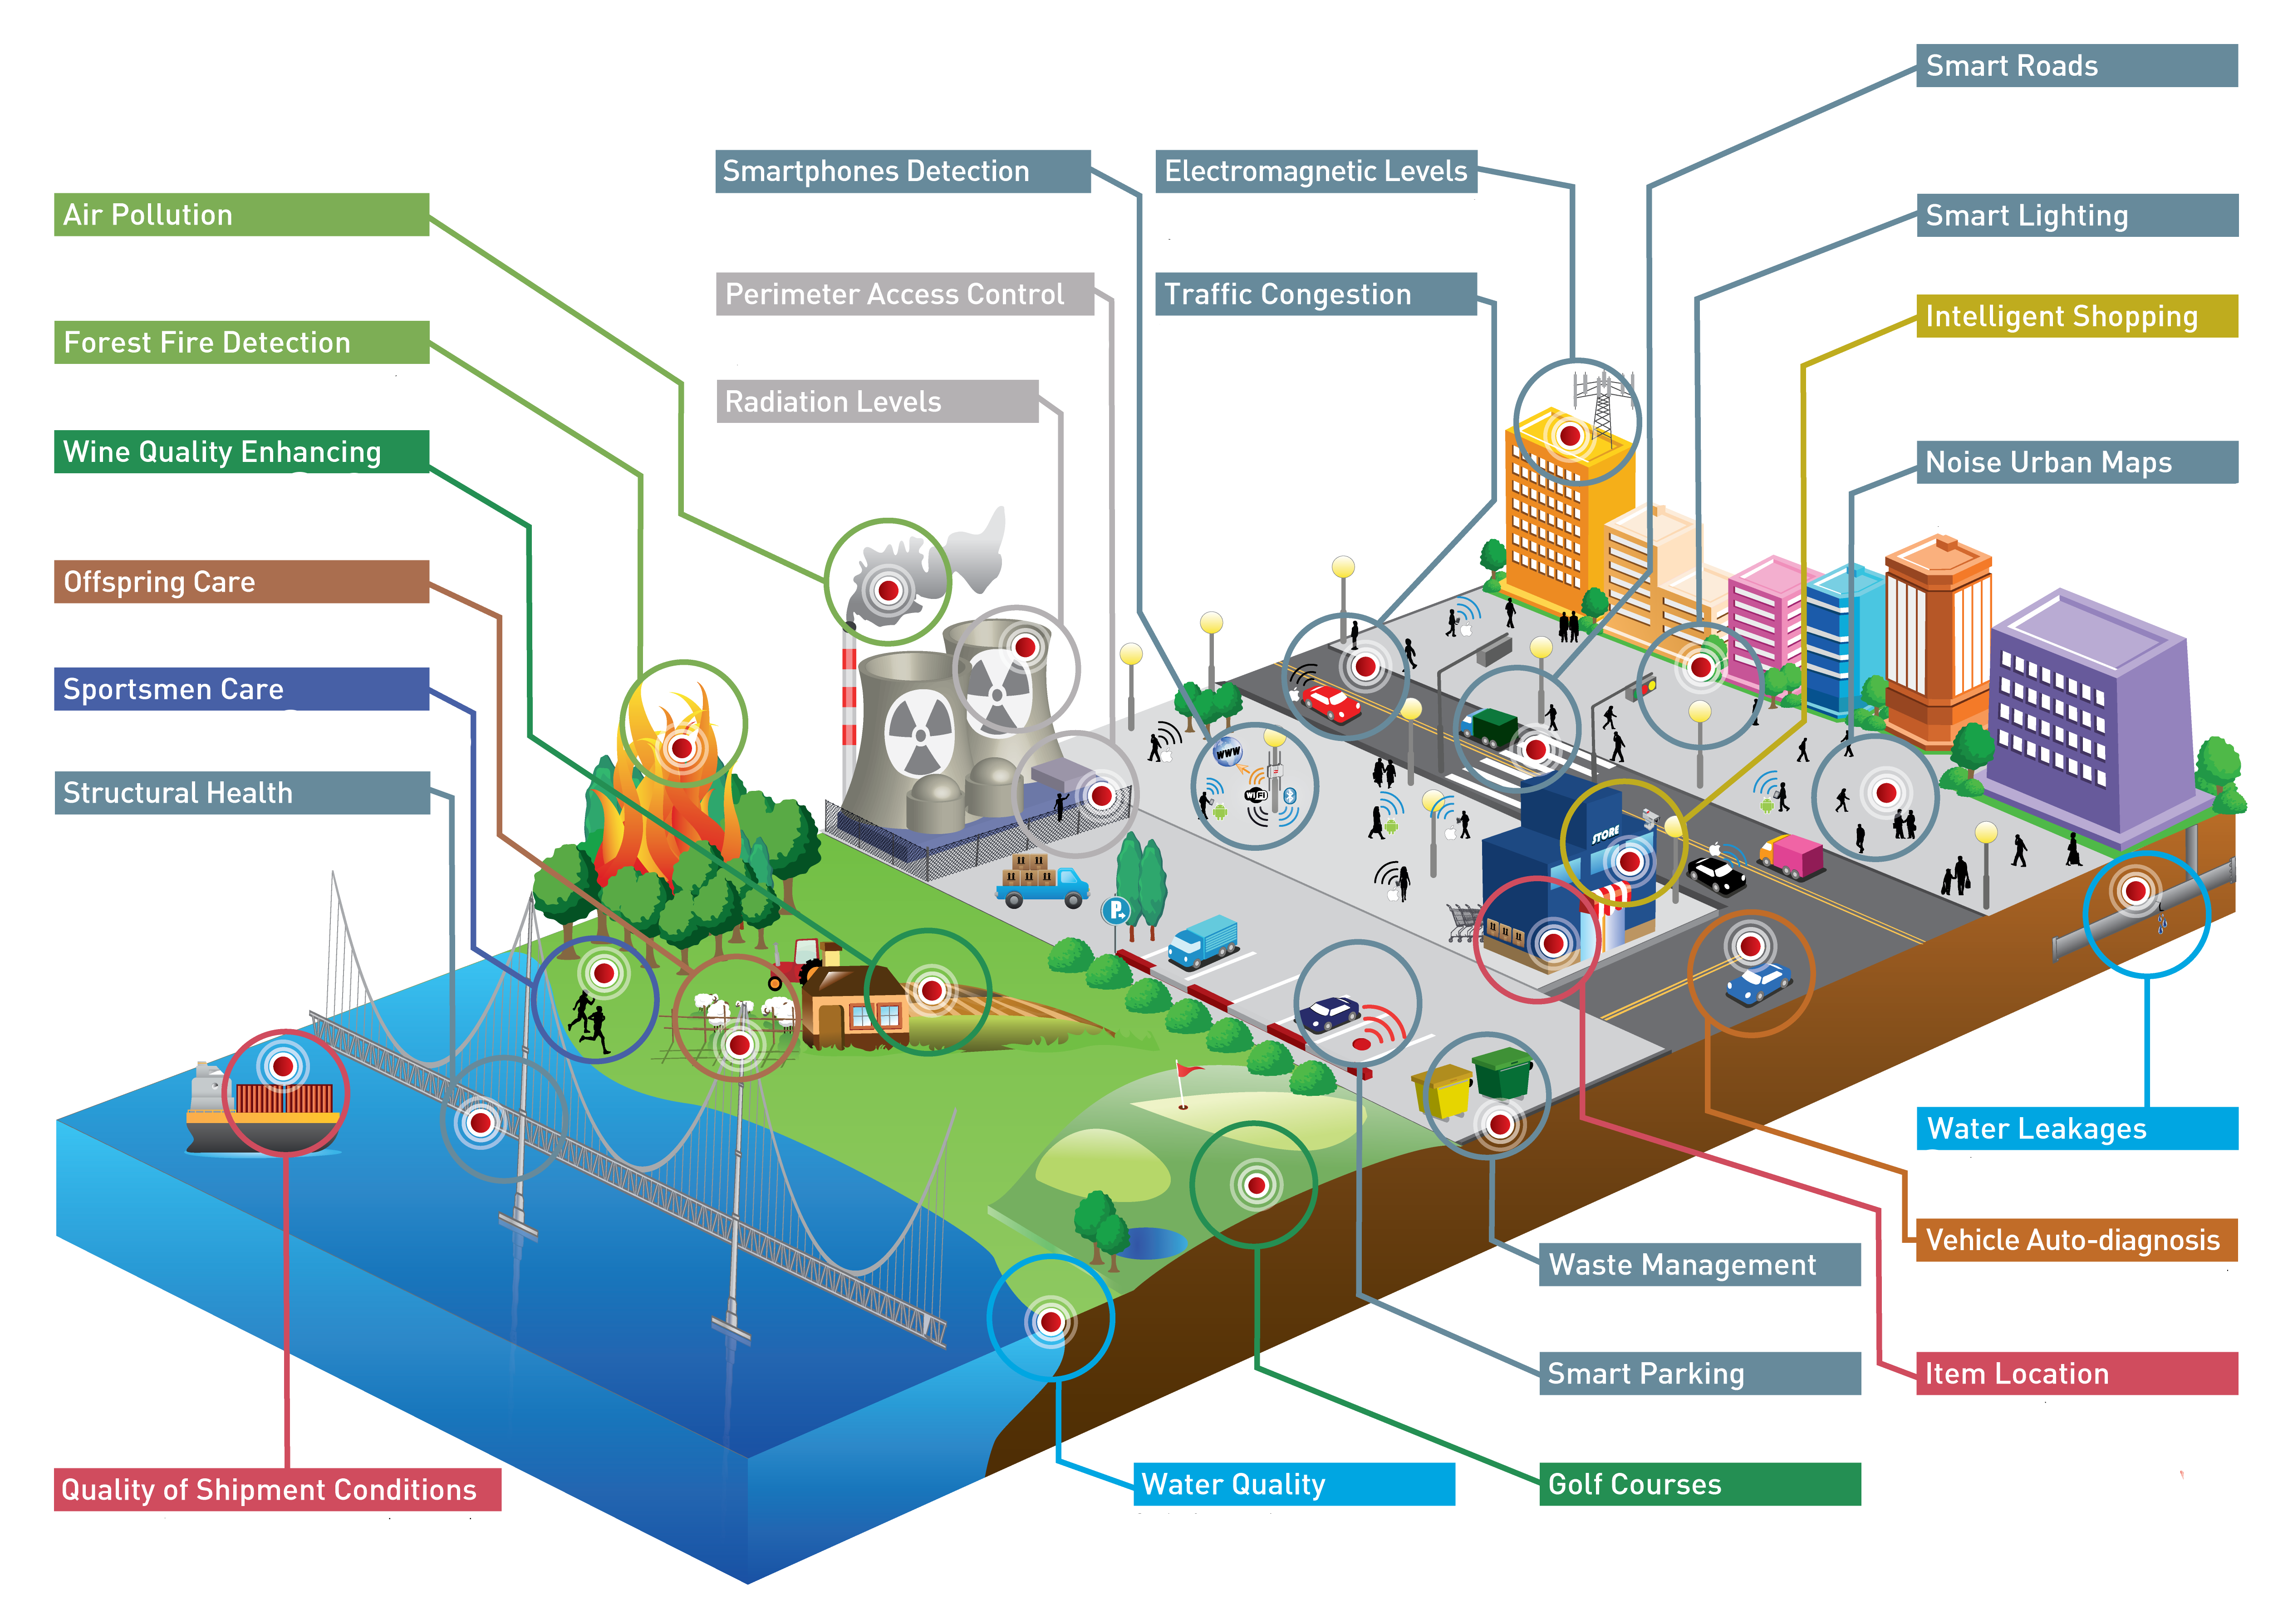 Smart Roads
Smartphones Detection
Electromagnetic Levels
Air Pollution
Smart Lighting
Perimeter Access Control
Traffic Congestion
Intelligent Shopping
Forest Fire Detection
Radiation Levels
Wine Quality Enhancing
Noise Urban Maps
Offspring Care
Sportsmen Care
Structural Health
WWW
WiFi
STORE
P
Water Leakages
Vehicle Auto-diagnosis
Waste Management
Smart Parking
Item Location
Quality of Shipment Conditions
Water Quality
Golf Courses